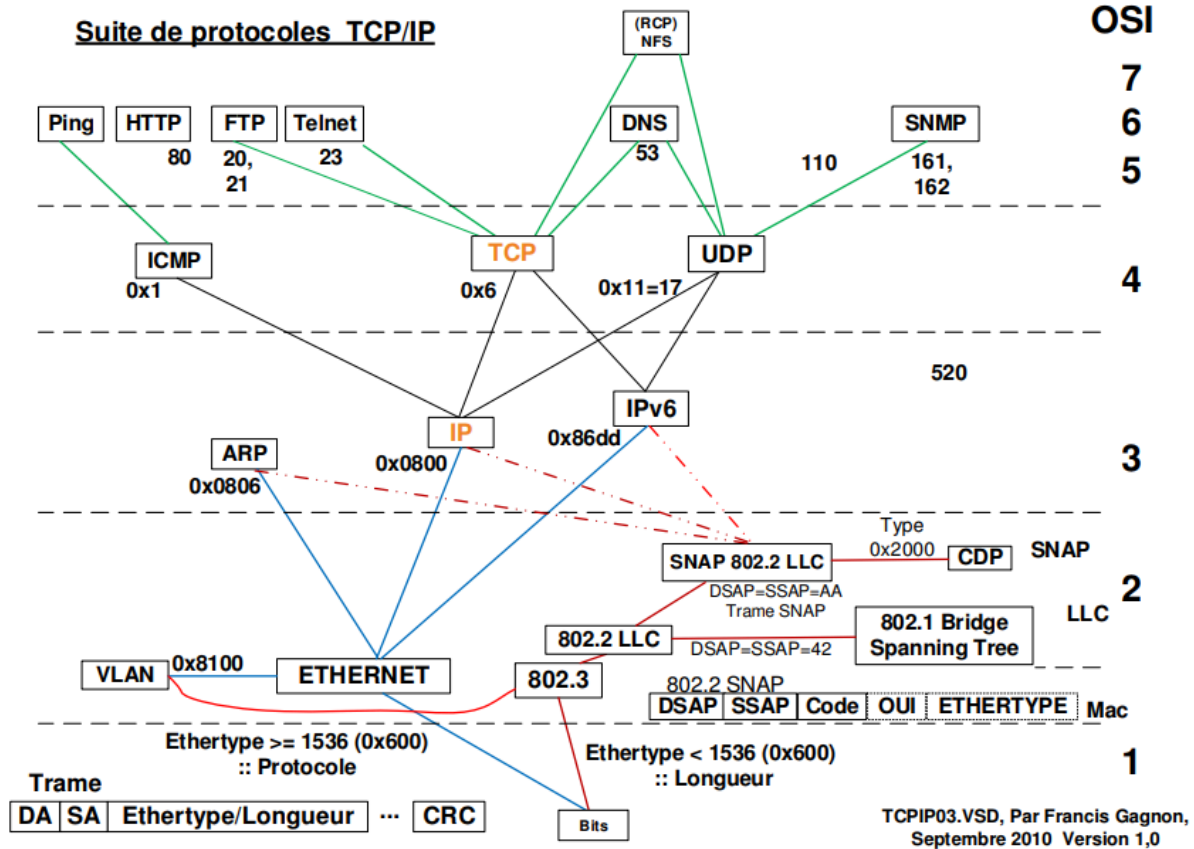 Suite de protocoles TCP/IP
(RCP)
NFS
OSI
7
Ping
HTTP
FTP
Telnet
DNS
SNMP
6
80
20,
21
23
53
110
161,
162
5
ICMP
TCP
UDP
0x1
0x6
0x11=17
4
520
IP
IPv6
ARP
0x0800
0x86dd
0x0806
3
SNAP 802.2 LLC
Type
0x2000
CDP
SNAP
DSAP=SSAP=AA
Trame SNAP
2
802.2 LLC
DSAP=SSAP=42
802.1 Bridge
Spanning Tree
LLC
VLAN
0x8100
ETHERNET
802.3
802.2 SNAP
DSAP SSAP Code OUI ETHERTYPE
Mac
Ethertype >= 1536 (0x600)
:: Protocole
Ethertype < 1536 (0x600)
:: Longueur
1
Trame
DA SA Ethertype/Longueur ... CRC
Bits
TCPIP03.VSD, Par Francis Gagnon,
Septembre 2010 Version 1,0